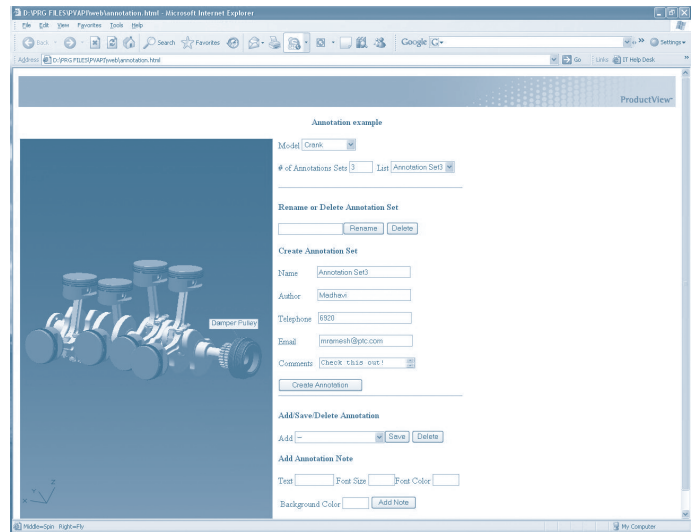 D:\PRG FILES\PVAPI\web\annotation.html - Microsoft Internet Explorer
File Edit View Favorites Tools Help
Back Search Favorites Google G Settings
Address D:\PRG FILES\PVAPI\web\annotation.html Go Links IT Help Desk
ProductView
Annotation example
Model Crank
# of Annotations Sets 3 List Annotation Set3
Rename or Delete Annotation Set
Rename Delete
Create Annotation Set
Name Annotation Set3
Author Madhavi
Telephone 6920
Email mramesh@ptc.com
Comments Check this out!
Create Annotation
Damper Pulley
Add/Save/Delete Annotation
Add -- Save Delete
Add Annotation Note
Text Font Size Font Color
Background Color Add Note
Z
X Y
Middle=Spin Right=Fly My Computer